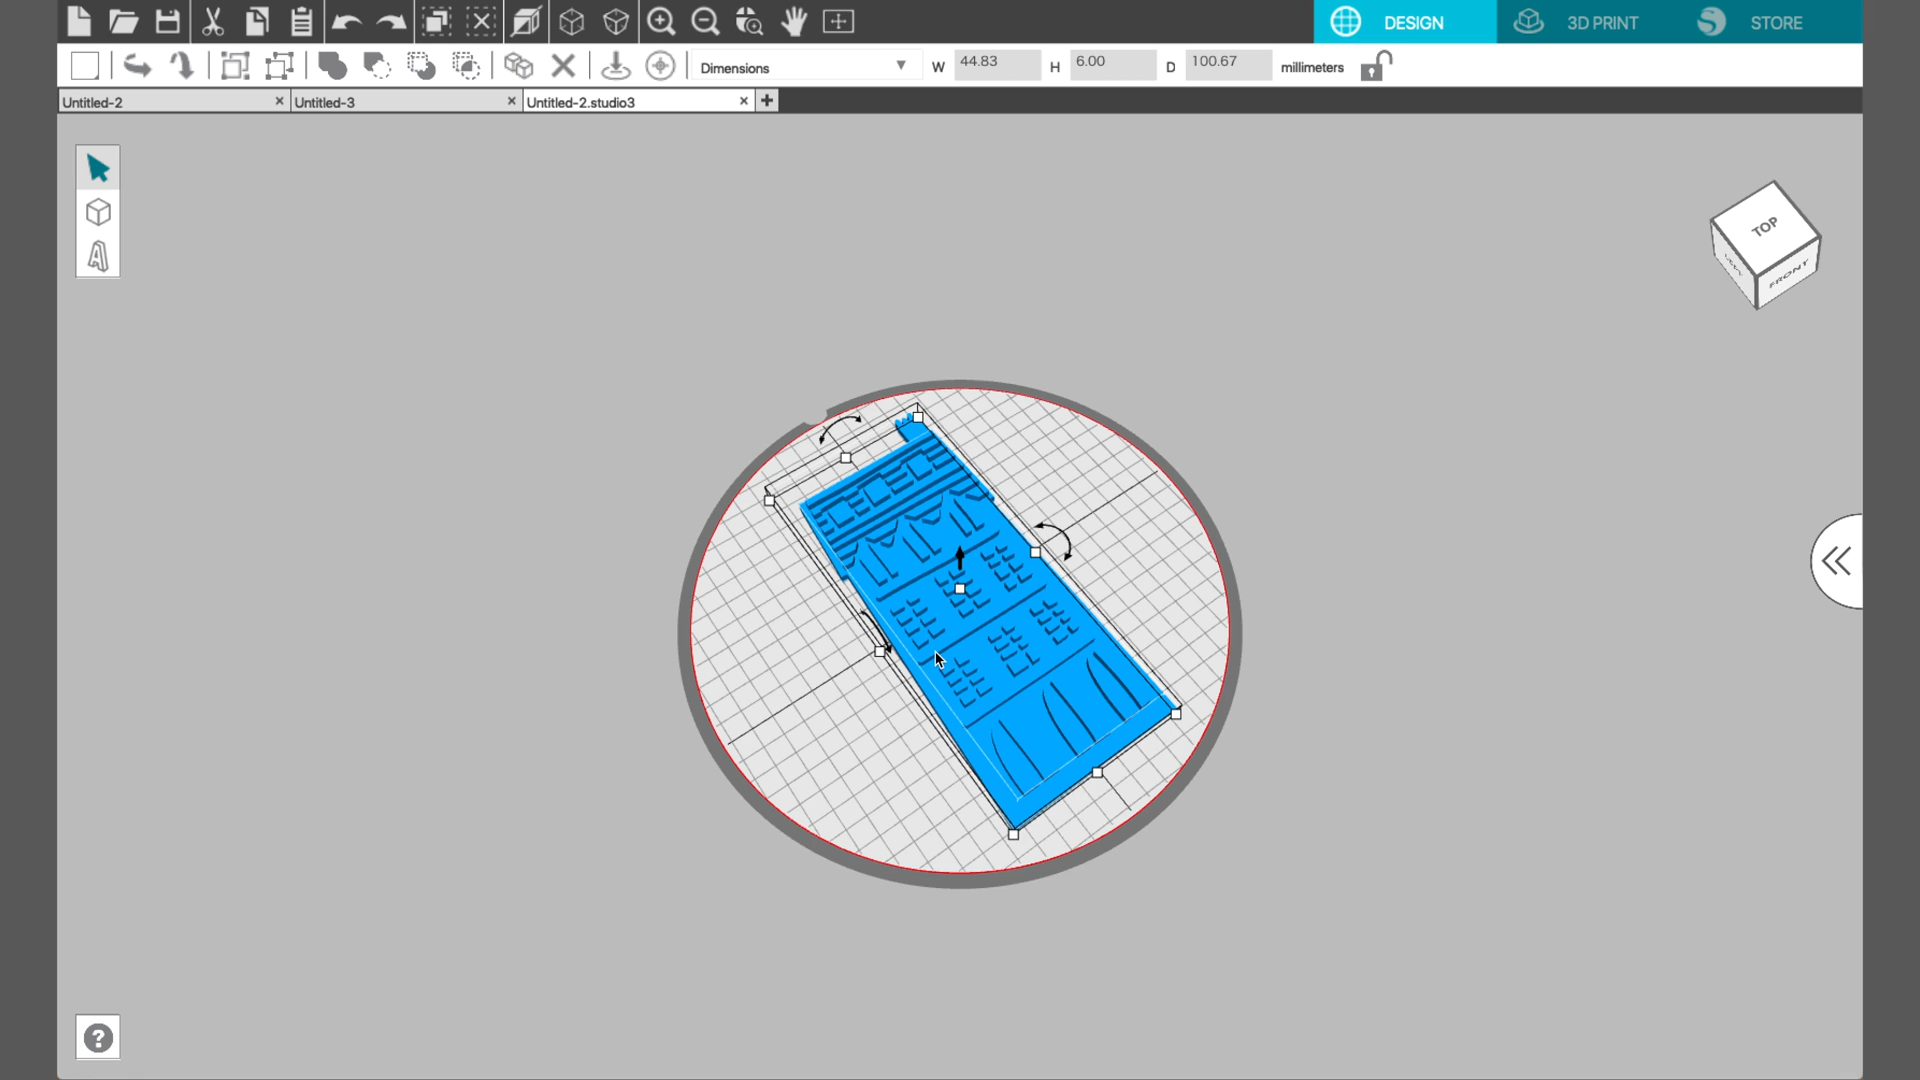 DESIGN
3D PRINT
STORE
Dimensions
W
44.83
H
6.00
D
100.67
millimeters
Untitled-2
Untitled-3
Untitled-2.studio3
TOP
FRONT